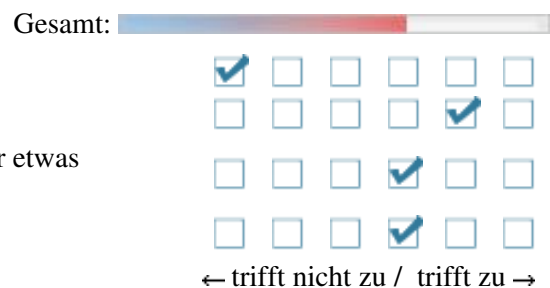 Gesamt:
r etwas
← trifft nicht zu / trifft zu →